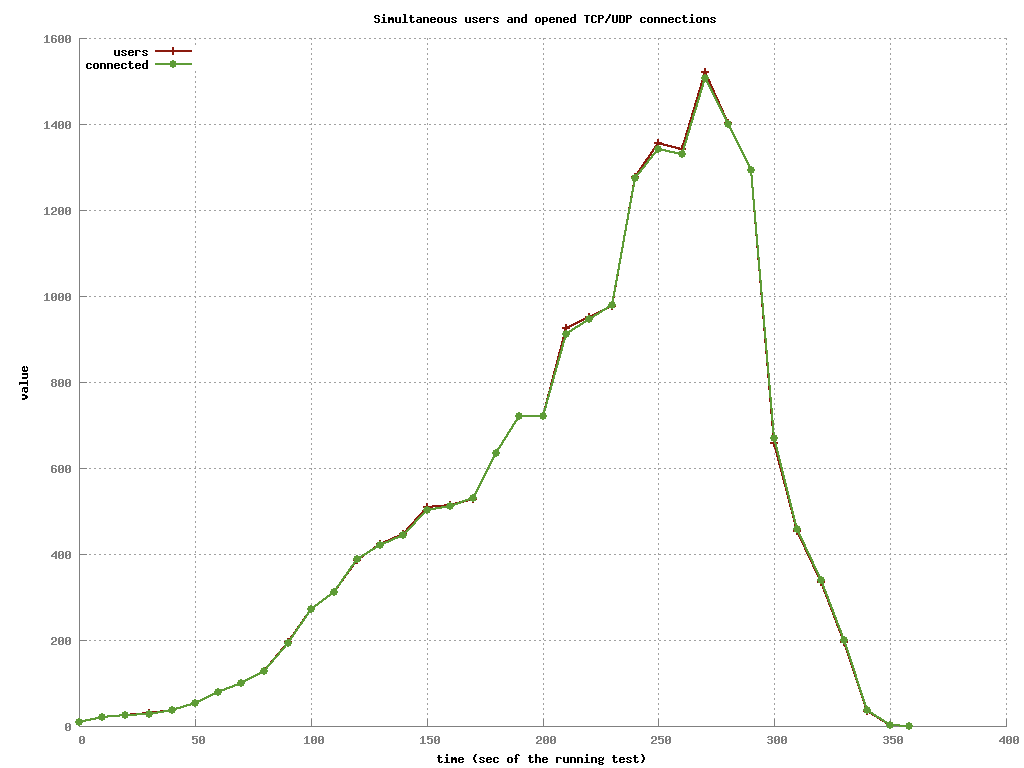 Simultaneous users and opened TCP/UDP connections
users
connected
1600
1400
1200
1000
800
600
400
200
0
value
0 50 100 150 200 250 300 350 400
time (sec of the running test)